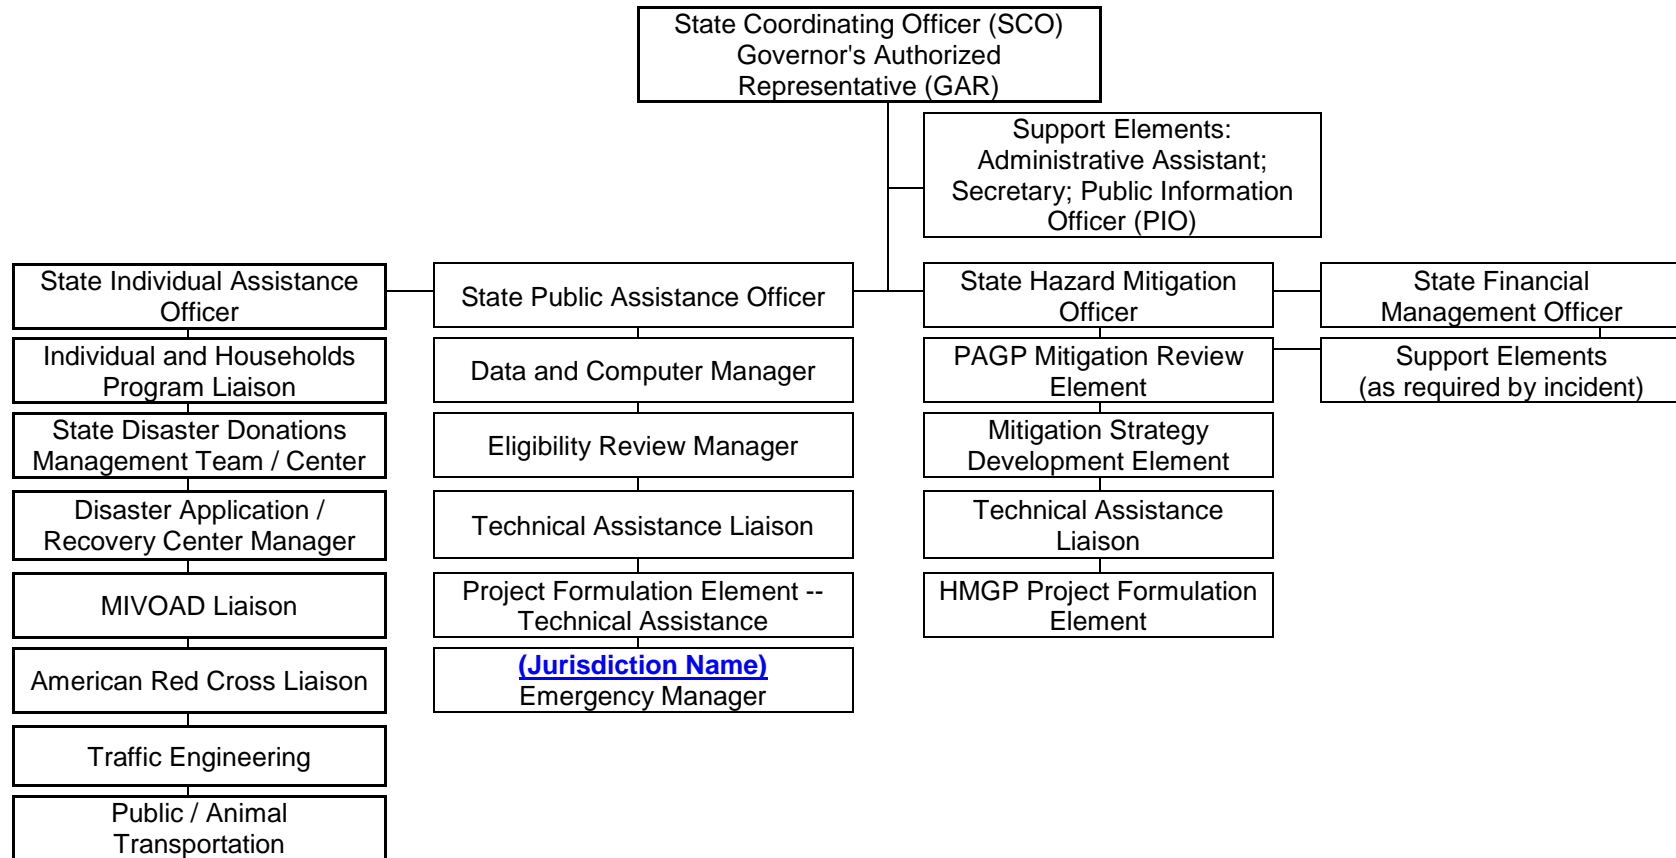 State Coordinating Officer (SCO)
Governor's Authorized
Representative (GAR)
Support Elements:
Administrative Assistant;
Secretary; Public Information
Officer (PIO)
State Individual Assistance
Officer
State Public Assistance Officer
State Hazard Mitigation
Officer
State Financial
Management Officer
Individual and Households
Program Liaison
Data and Computer Manager
PAGP Mitigation Review
Element
Support Elements
(as required by incident)
State Disaster Donations
Management Team / Center
Eligibility Review Manager
Mitigation Strategy
Development Element
Disaster Application /
Recovery Center Manager
Technical Assistance Liaison
Technical Assistance
Liaison
MIVOAD Liaison
Project Formulation Element --
Technical Assistance
HMGP Project Formulation
Element
American Red Cross Liaison
(Jurisdiction Name)
Emergency Manager
Traffic Engineering
Public / Animal
Transportation